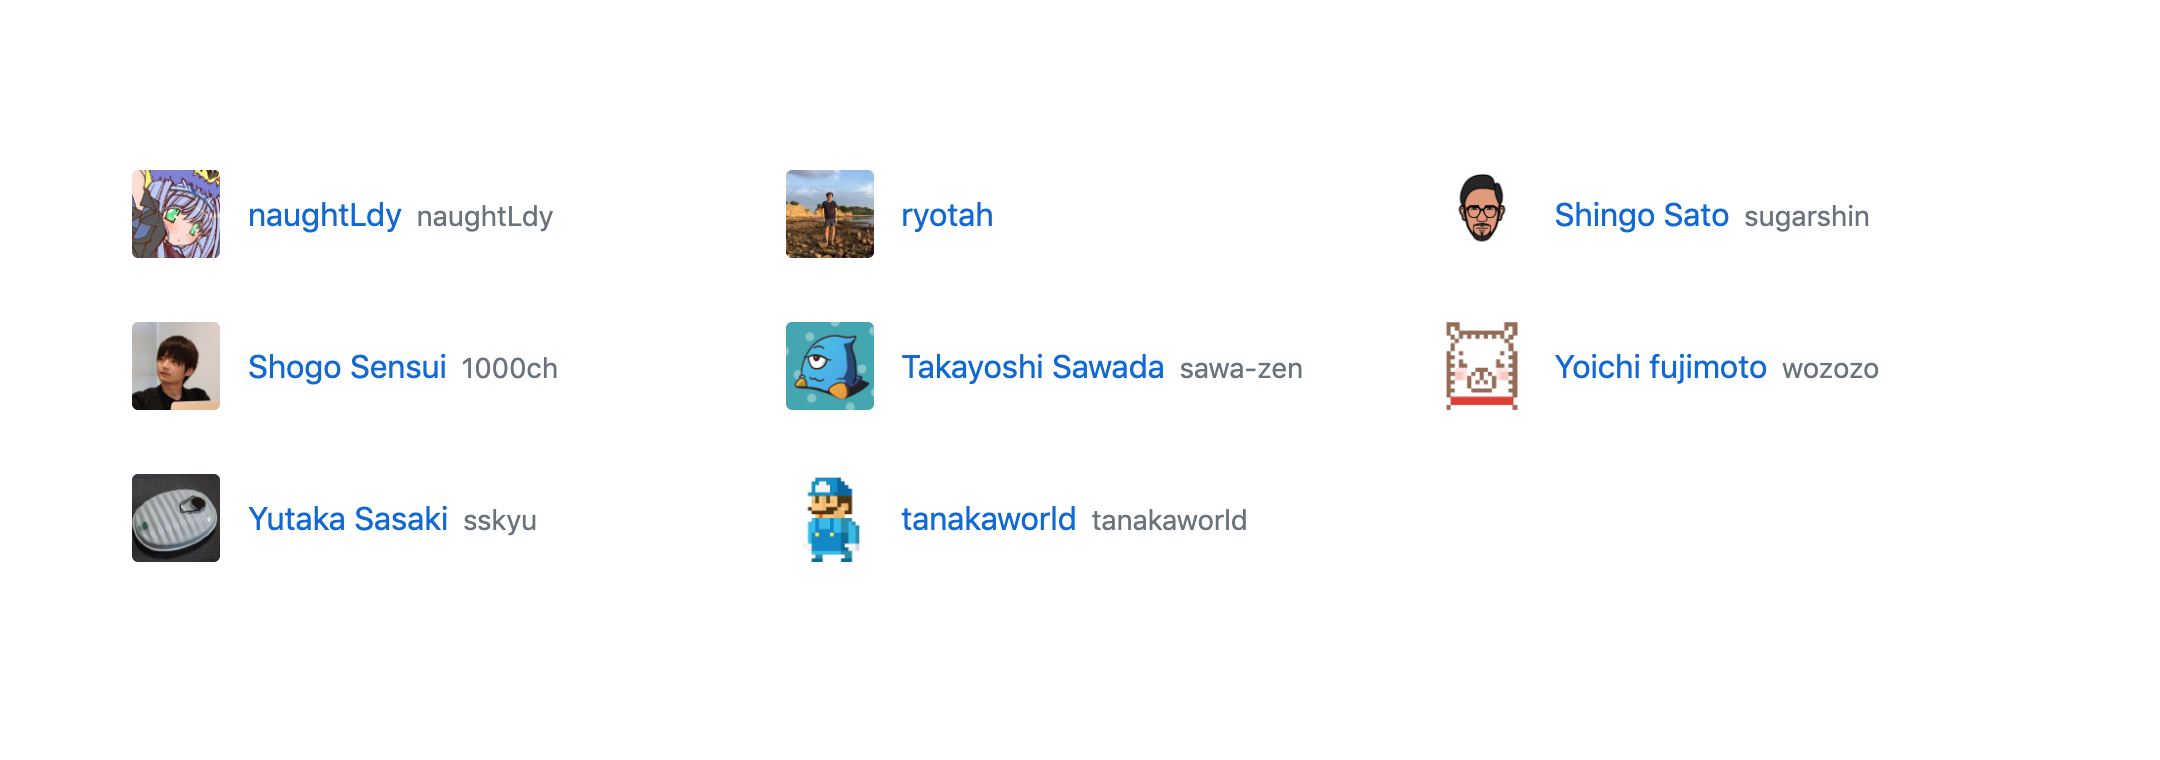 naughtLdy naughtLdy
ryotah
Shingo Sato sugarshin
Shogo Sensui 1000ch
Takayoshi Sawada sawa-zen
Yoichi fujimoto wozozo
Yutaka Sasaki sskyu
tanakaworld tanakaworld